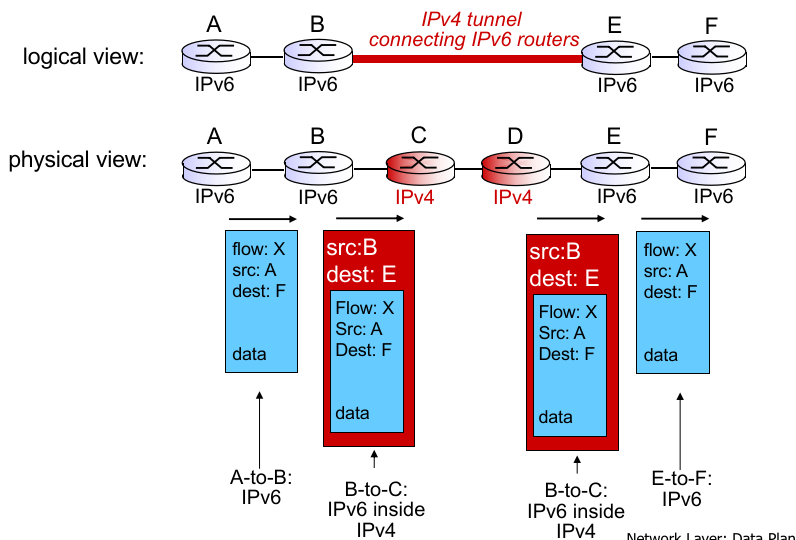 A B IPv4 tunnel E F
connecting IPv6 routers
logical view:
IPv6 IPv6 IPv6 IPv6
A B C D E F
physical view:
IPv6 IPv6 IPv4 IPv4 IPv6 IPv6
flow: X
src: A
dest: F
data
src:B
dest: E
Flow: X
Src: A
Dest: F
data
src:B
dest: E
Flow: X
Src: A
Dest: F
data
flow: X
src: A
dest: F
data
A-to-B:
IPv6
B-to-C:
IPv6 inside
IPv4
B-to-C:
IPv6 inside
IPv4
E-to-F:
IPv6
Network Layer: Data Plan